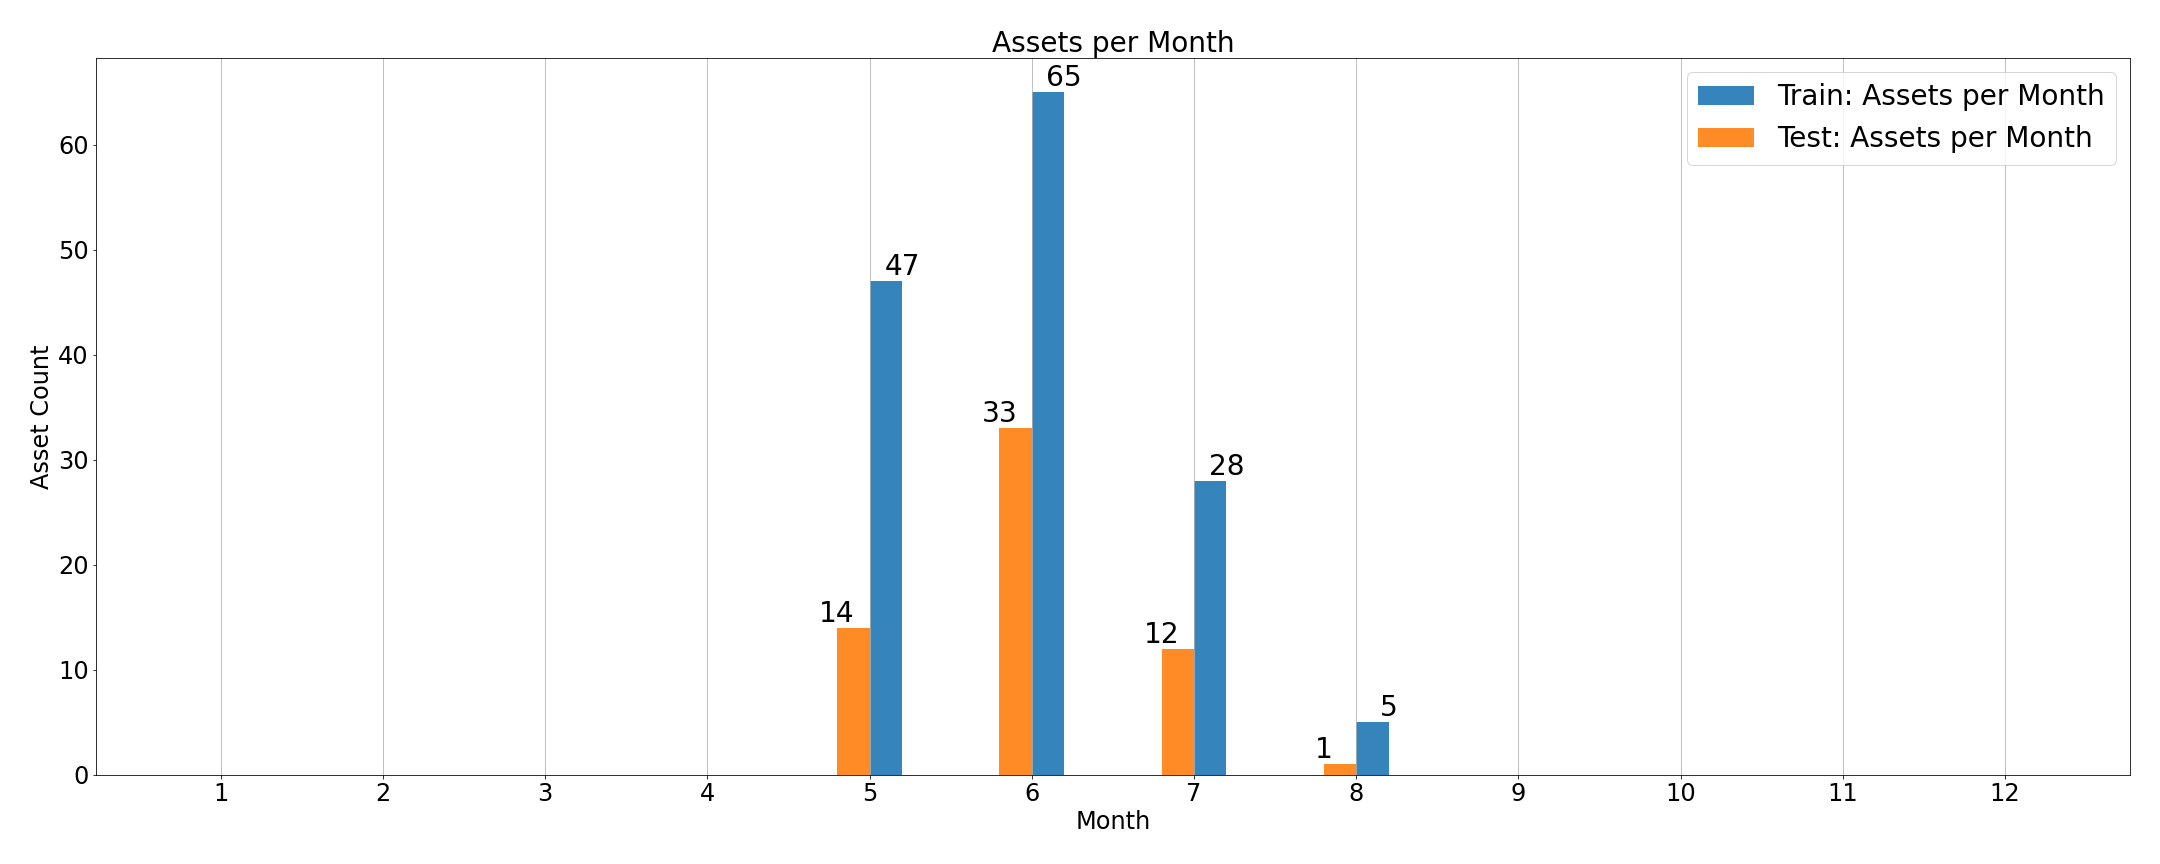 Assets per Month
Train: Assets per Month
Test: Assets per Month
Asset Count
60
50
40
30
20
10
0
14
47
33
65
12
28
1
5
1 2 3 4 5 6 7 8 9 10 11 12
Month